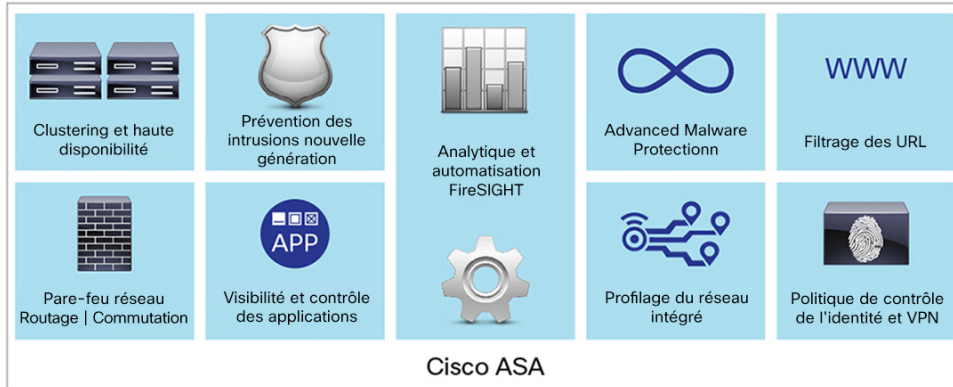 Clustering et haute
disponibilité
Prévention des
intrusions nouvelle
génération
Analytique et
automatisation
FireSIGHT
Advanced Malware
Protectionn
WWW
Filtrage des URL
Pare-feu réseau
Routage | Commutation
APP
Visibilité et contrôle
des applications
Profilage du réseau
intégré
Politique de contrôle
de l'identité et VPN
Cisco ASA